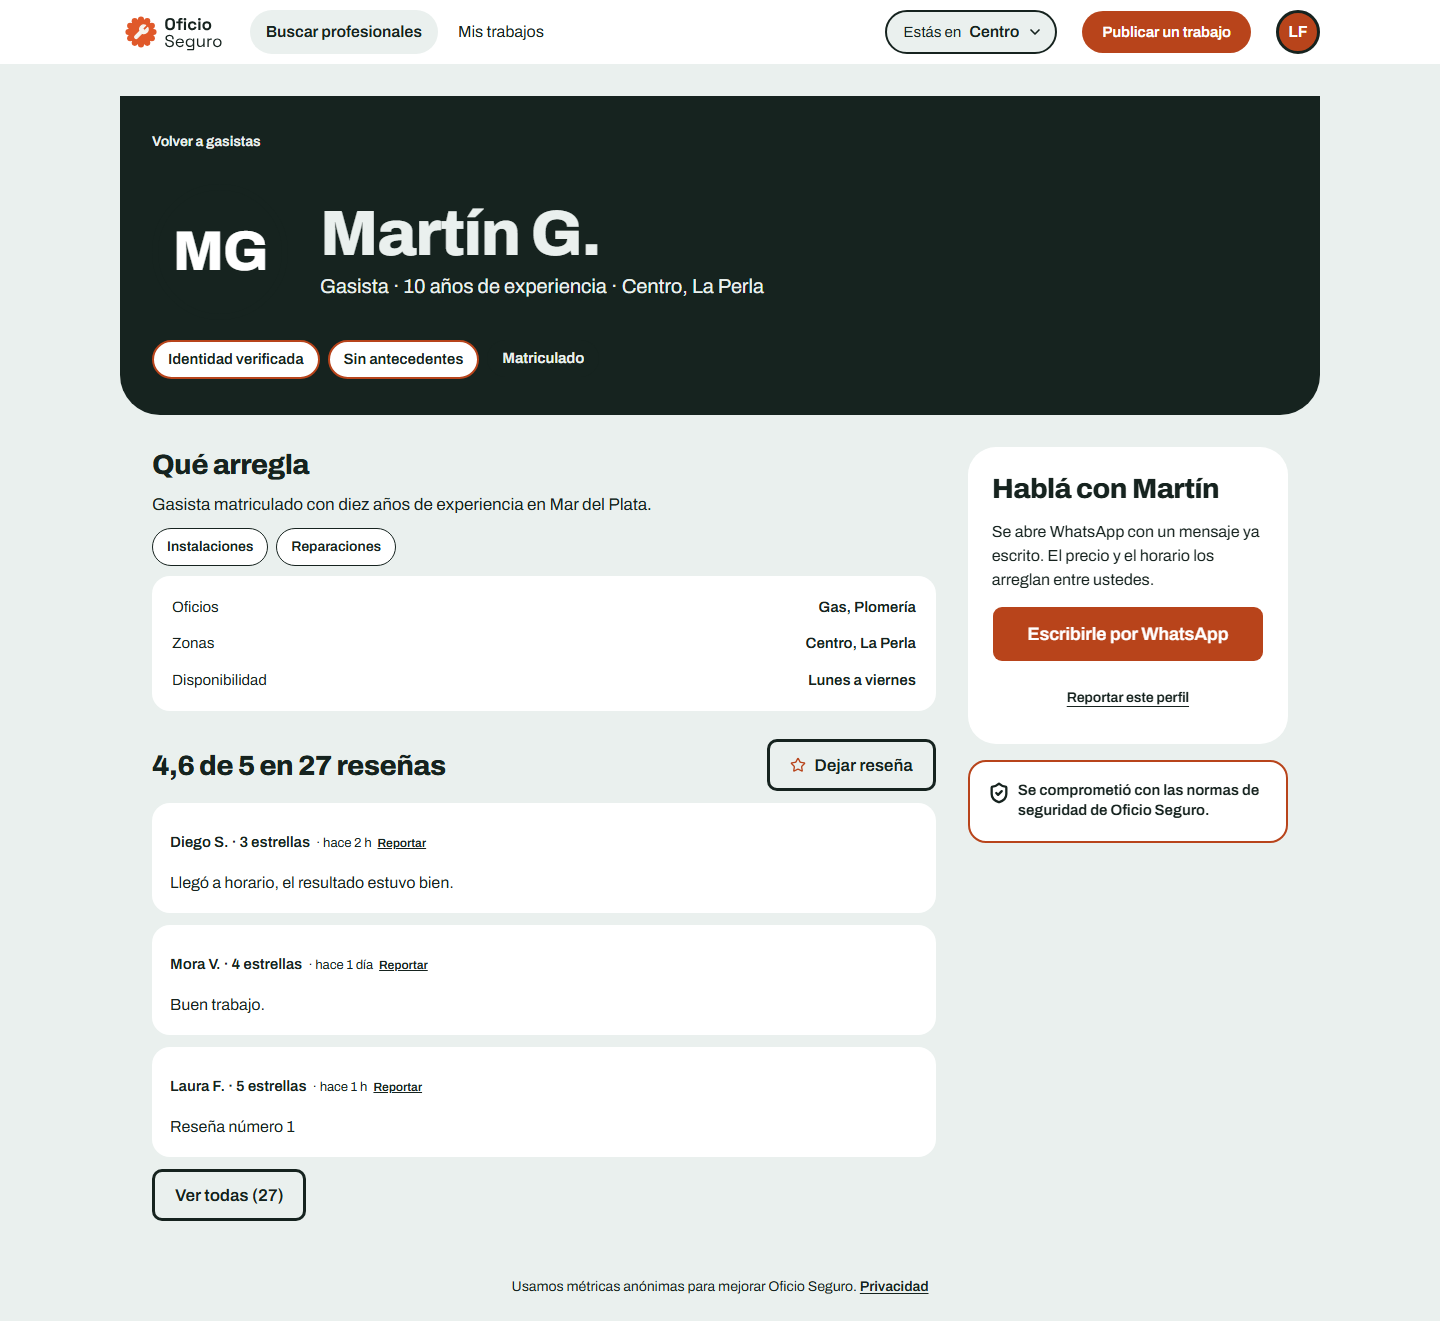 Oficio
Seguro
Buscar profesionales
Mis trabajos
Estás en Centro
Publicar un trabajo
LF
Volver a gasistas
MG
Martín G.
Gasista · 10 años de experiencia · Centro, La Perla
Identidad verificada
Sin antecedentes
Matriculado
Qué arregla
Gasista matriculado con diez años de experiencia en Mar del Plata.
Instalaciones
Reparaciones
Oficios Gas, Plomería
Zonas Centro, La Perla
Disponibilidad Lunes a viernes
4,6 de 5 en 27 reseñas
Dejar reseña
Diego S. · 3 estrellas · hace 2 h Reportar
Llegó a horario, el resultado estuvo bien.
Mora V. · 4 estrellas · hace 1 día Reportar
Buen trabajo.
Laura F. · 5 estrellas · hace 1 h Reportar
Reseña número 1
Ver todas (27)
Hablá con Martín
Se abre WhatsApp con un mensaje ya
escrito. El precio y el horario los
arreglan entre ustedes.
Escribirle por WhatsApp
Reportar este perfil
Se comprometió con las normas de
seguridad de Oficio Seguro.
Usamos métricas anónimas para mejorar Oficio Seguro. Privacidad